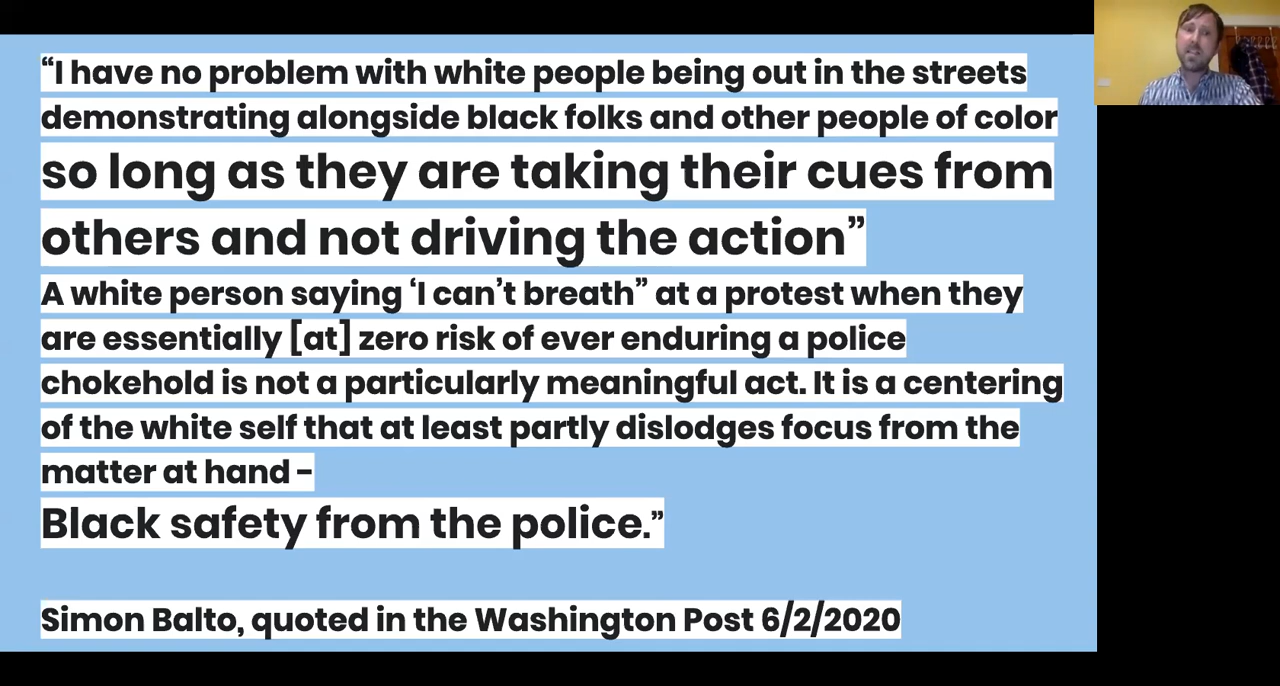 “I have no problem with white people being out in the streets
demonstrating alongside black folks and other people of color
so long as they are taking their cues from
others and not driving the action”
A white person saying ‘I can’t breath” at a protest when they
are essentially [at] zero risk of ever enduring a police
chokehold is not a particularly meaningful act. It is a centering
of the white self that at least partly dislodges focus from the
matter at hand –
Black safety from the police.”
Simon Balto, quoted in the Washington Post 6/2/2020